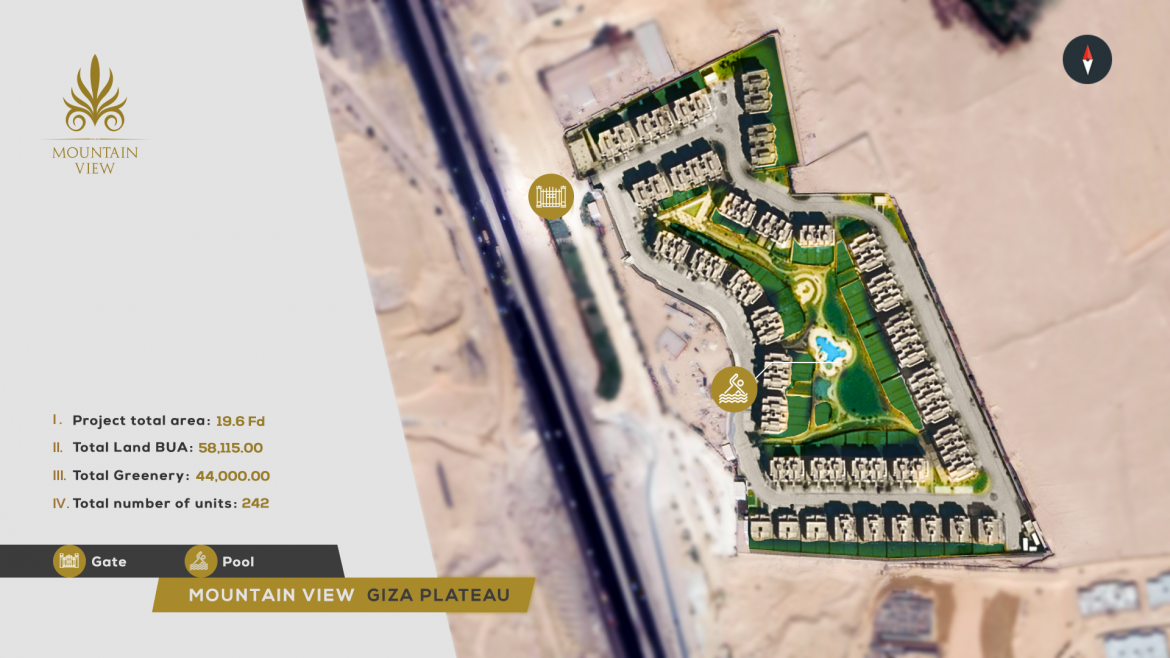 MOUNTAIN
VIEW
I. Project total area: 19.6 Fd
II. Total Land BUA: 58,115.00
III. Total Greenery: 44,000.00
IV. Total number of units: 242
Gate Pool
MOUNTAIN VIEW GIZA PLATEAU